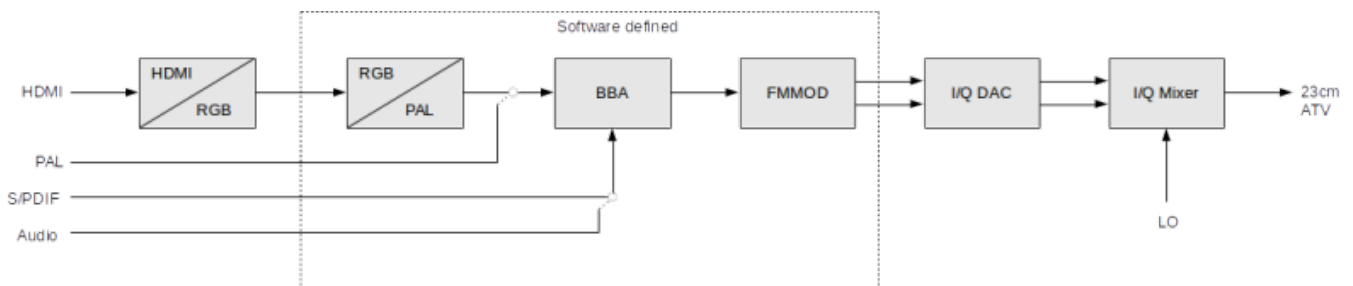 Software defined
HDMI
HDMI
RGB
RGB
PAL
BBA
FMMOD
I/Q DAC
I/Q Mixer
23cm
ATV
PAL
S/PDIF
Audio
LO